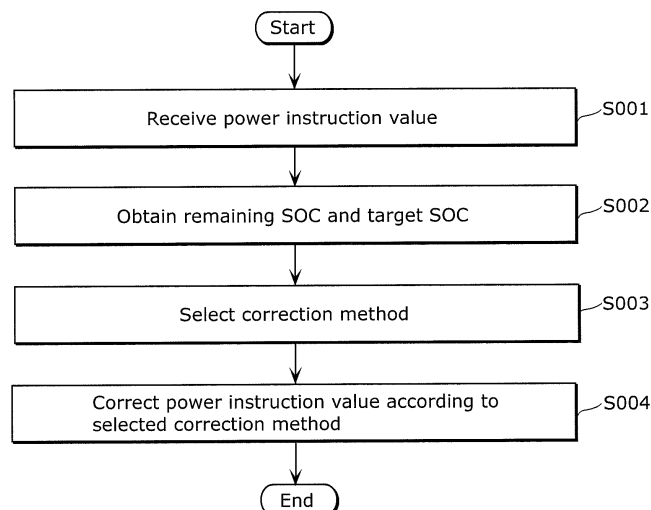 Start
Receive power instruction value
S001
Obtain remaining SOC and target SOC
S002
Select correction method
S003
Correct power instruction value according to
selected correction method
S004
End